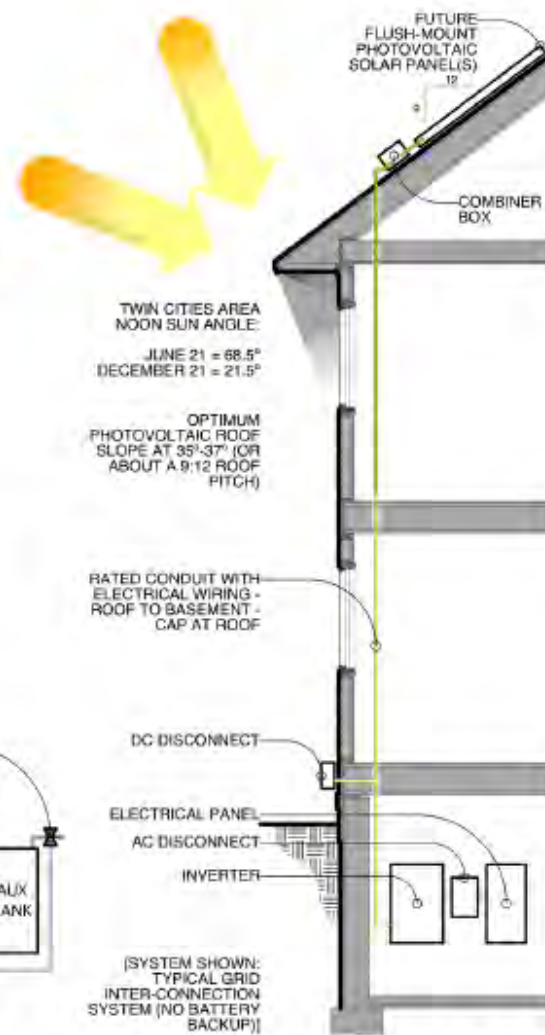 FUTURE
FLUSH-MOUNT
PHOTOVOLTAIC
SOLAR PANEL(S)
12
9
COMBINER
BOX
TWIN CITIES AREA
NOON SUN ANGLE:
JUNE 21 = 68.5°
DECEMBER 21 = 21.5°
OPTIMUM
PHOTOVOLTAIC ROOF
SLOPE AT 35°-37° (OR
ABOUT A 9:12 ROOF
PITCH)
RATED CONDUIT WITH
ELECTRICAL WIRING -
ROOF TO BASEMENT -
CAP AT ROOF
DC DISCONNECT
ELECTRICAL PANEL
AC DISCONNECT
INVERTER
AUX
ANK
[SYSTEM SHOWN:
TYPICAL GRID
INTER-CONNECTION
SYSTEM (NO BATTERY
BACKUP)]